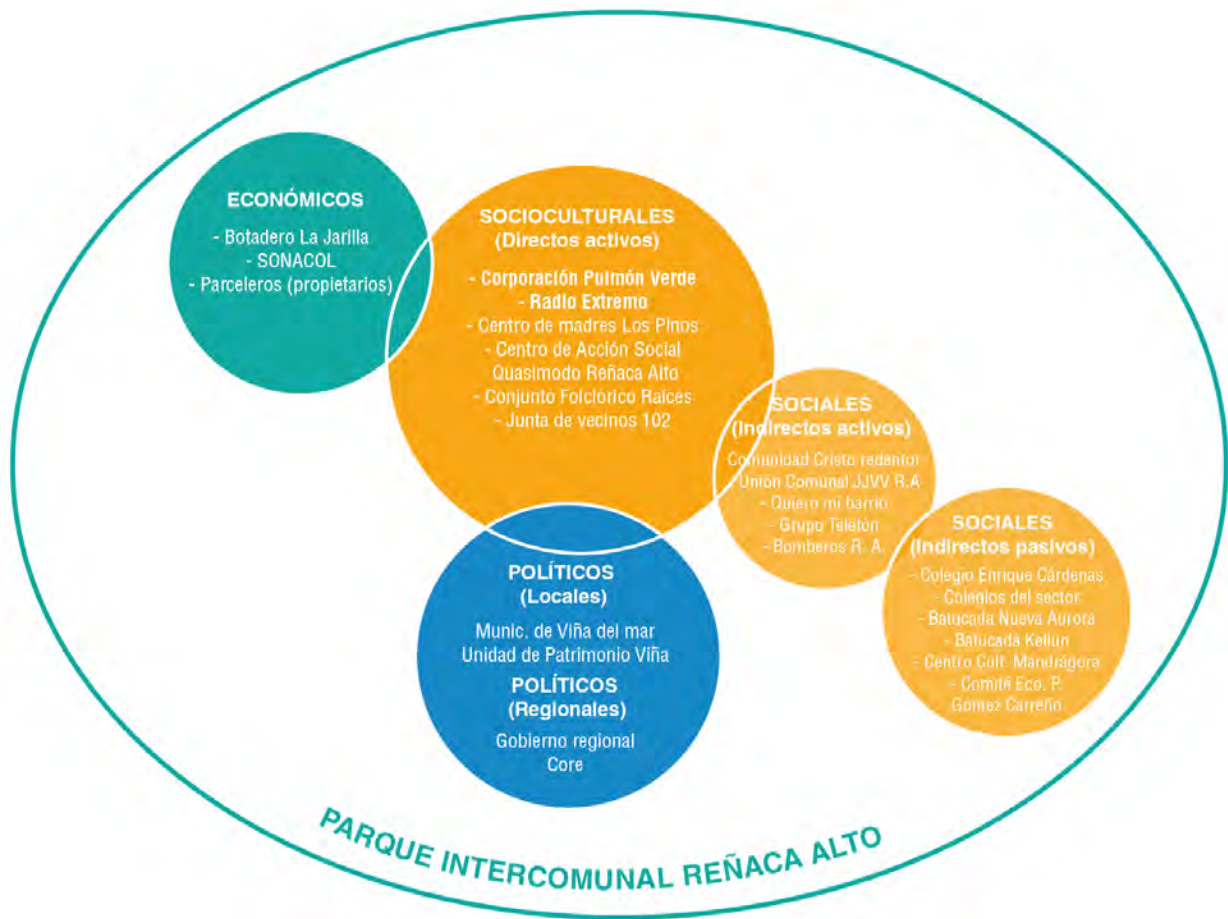 ECONÓMICOS
- Botadero La Jarilla
- SONACOL
- Parceleros (propietarios)
SOCIOCULTURALES
(Directos activos)
- Corporación Pulmón Verde
- Radio Extremo
- Centro de madres Los Pinos
- Centro de Acción Social
Quasimodo Reñaca Alto
- Conjunto Folclórico Raíces
- Junta de vecinos 102
SOCIALES
(Indirectos activos)
Comunidad Cristo redentor
Unión Comunal JJVV R.A
- Quiero mi barrio
- Grupo Teletón
- Bomberos R. A.
SOCIALES
(Indirectos pasivos)
- Colegio Enrique Cárdenas
- Colegios del sector
- Batucada Nueva Aurora
- Batucada Kellun
- Centro Cult. Mandrágora
- Comité Eco. P.
Gómez Carreño
POLÍTICOS
(Locales)
Munic. de Viña del mar
Unidad de Patrimonio Viña
POLÍTICOS
(Regionales)
Gobierno regional
Core
PARQUE INTERCOMUNAL REÑACA ALTO